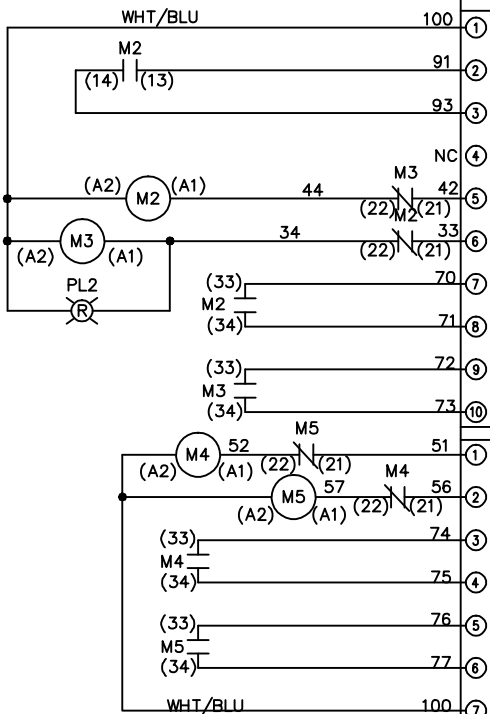 WHT/BLU 100 1
M2 91 2
(14) (13)
93 3
NC 4
M3
(A2) M2 (A1) 44 42 5
(22) (21)
M2
M3 34 33 6
(A2) (A1) (22) (21)
PL2
R
(33) 70 7
M2
(34) 71 8
(33) 72 9
M3
(34) 73 10
M5
M4 52 51 1
(A2) (A1) (22) (21)
M4
M5 57 56 2
(A2) (A1) (22) (21)
(33) 74 3
M4
(34) 75 4
(33) 76 5
M5
(34) 77 6
WHT/BLU 100 7